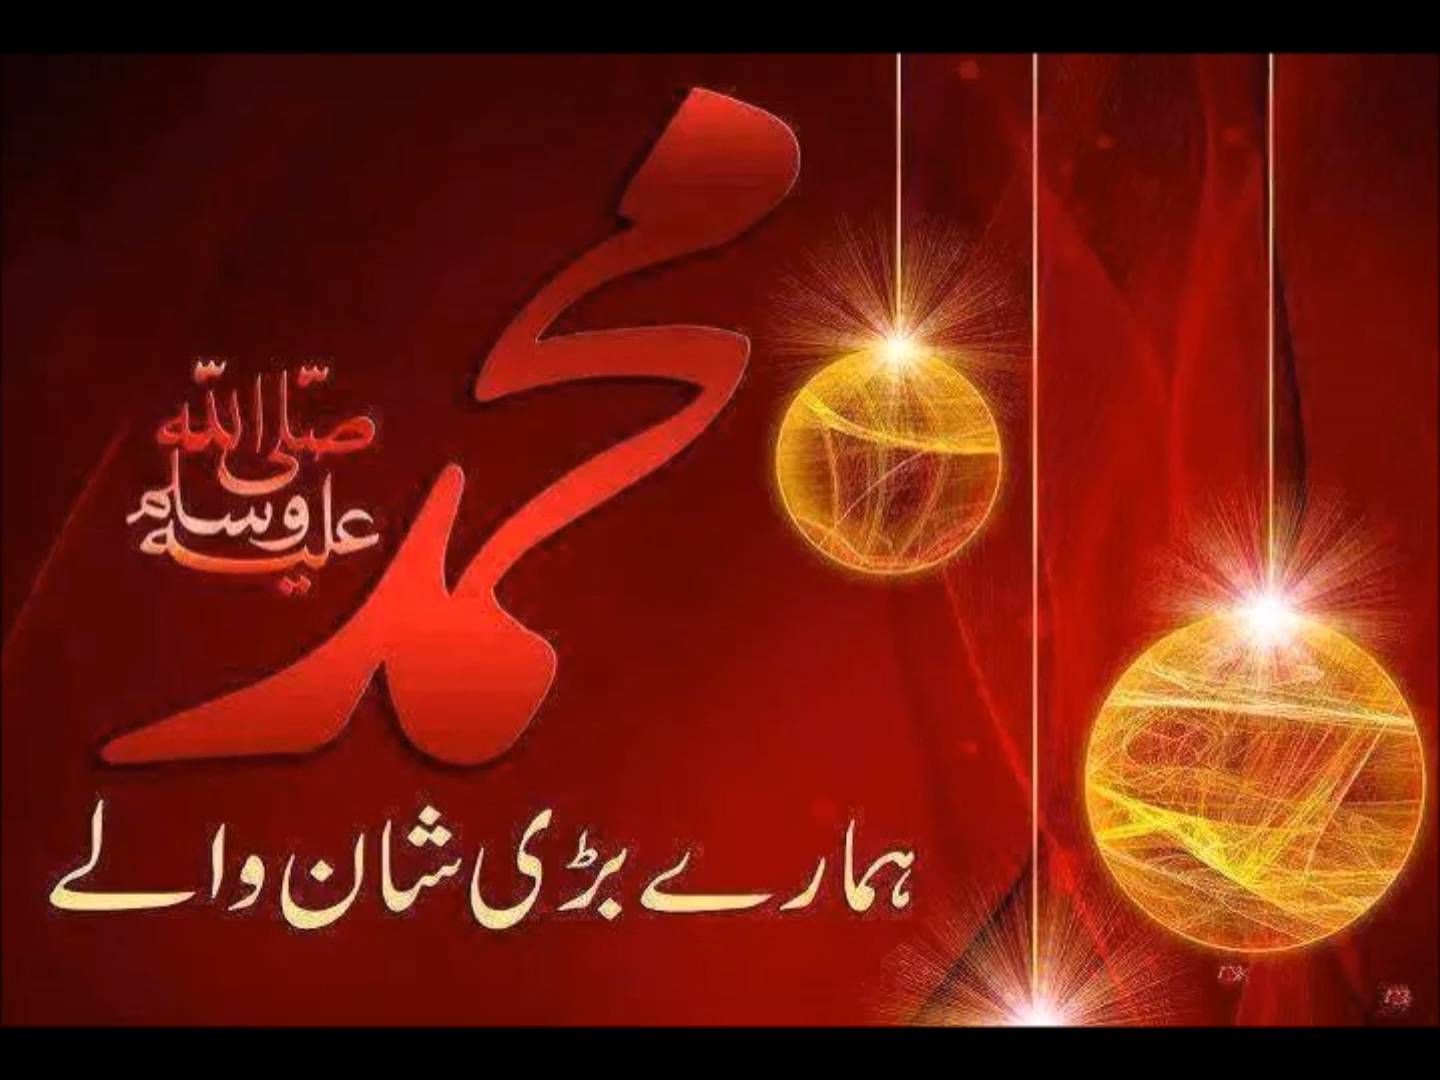 محمد
صلی اللہ
علیہ وسلم
ہمارے بڑی شان والے